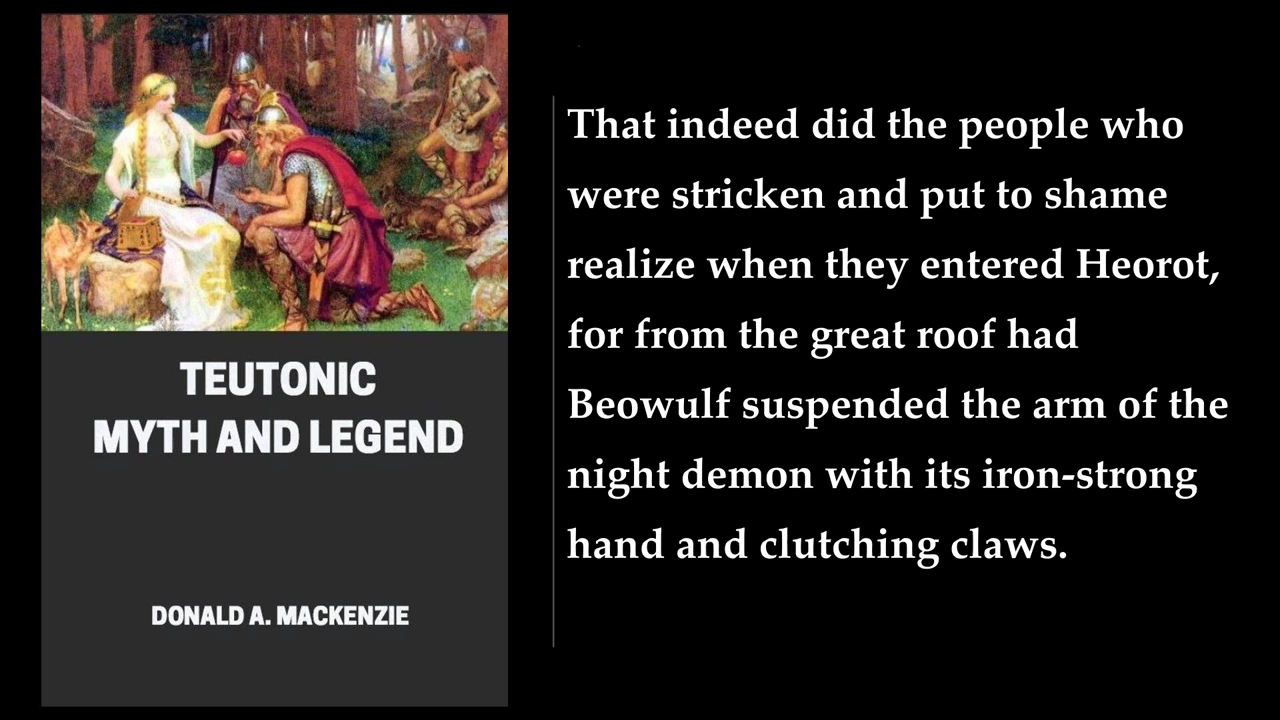 TEUTONIC
MYTH AND LEGEND
DONALD A. MACKENZIE
That indeed did the people who
were stricken and put to shame
realize when they entered Heorot,
for from the great roof had
Beowulf suspended the arm of the
night demon with its iron-strong
hand and clutching claws.